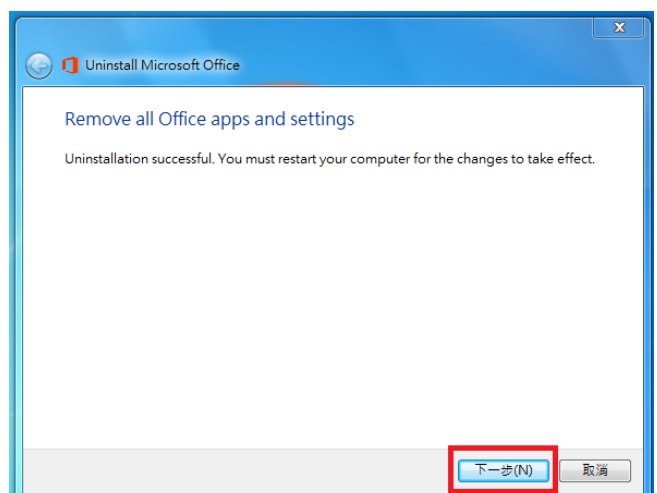 X
Uninstall Microsoft Office
Remove all Office apps and settings
Uninstallation successful. You must restart your computer for the changes to take effect.
下一步(N) 取消